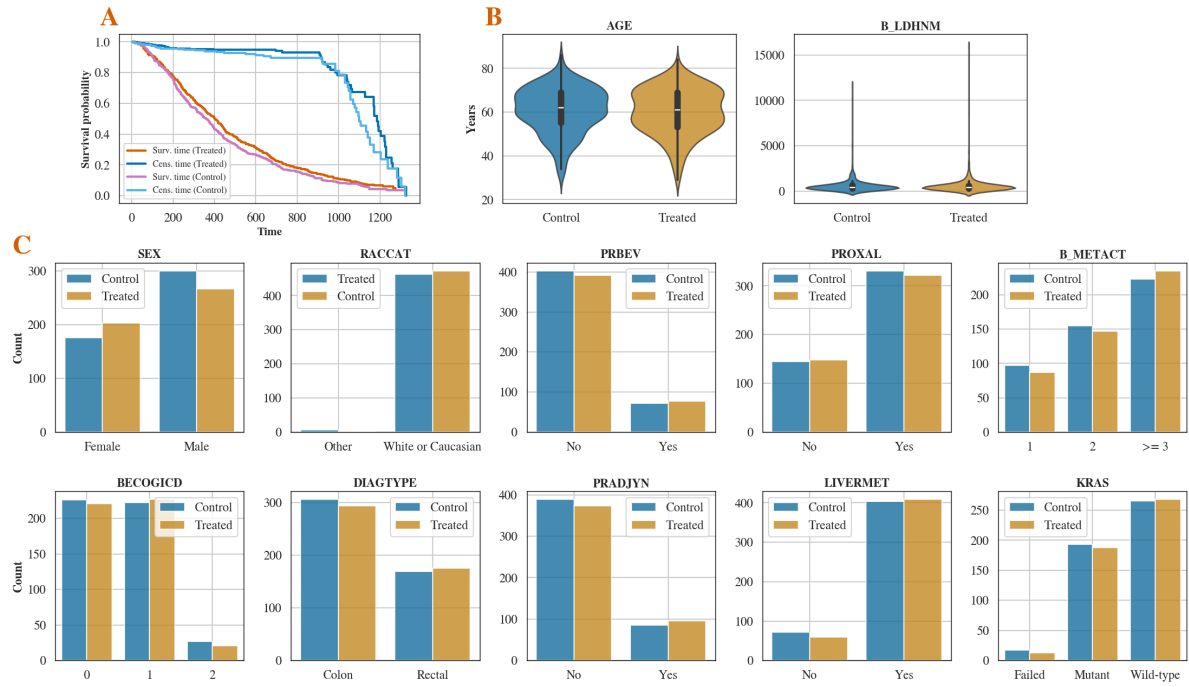 A
1.0
0.8
0.6
0.4
0.2
0.0
Survival probability
Surv. time (Treated)
Cens. time (Treated)
Surv. time (Control)
Cens. time (Control)
0 200 400 600 800 1000 1200
Time
B
AGE
80
60
40
20
Years
Control Treated
B_LDHNM
15000
10000
5000
0
Control Treated
C
SEX
300
200
100
0
Count
Control
Treated
Female Male
RACCAT
400
300
200
100
0
Treated
Control
Other White or Caucasian
PRBEV
400
300
200
100
0
Control
Treated
No Yes
PROXAL
300
200
100
0
Control
Treated
No Yes
B_METACT
200
150
100
50
0
Control
Treated
1 2 >= 3
BECOGICD
200
150
100
50
0
Count
Control
Treated
0 1 2
DIAGTYPE
300
200
100
0
Control
Treated
Colon Rectal
PRADJYN
400
300
200
100
0
Control
Treated
No Yes
LIVERMET
400
300
200
100
0
Control
Treated
No Yes
KRAS
250
200
150
100
50
0
Control
Treated
Failed Mutant Wild-type